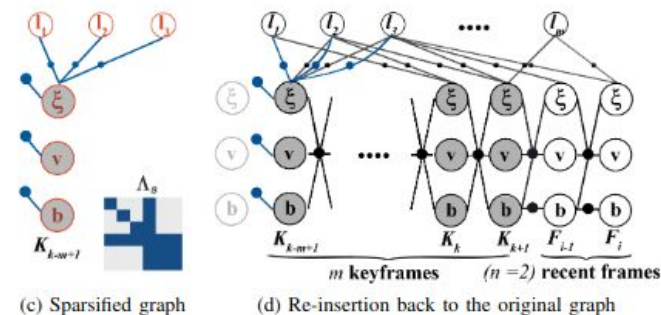 l1 l2 l3
l1 l2 l3 .... lm
ξ
v
b
Λs
Kk-m+1
ξ ξ ξ ξ ξ ξ
v v .... v v v v
b b b b b b
Kk-m+1 Kk Kk+1 Fi-1 Fi
m keyframes (n =2) recent frames
(c) Sparsified graph
(d) Re-insertion back to the original graph